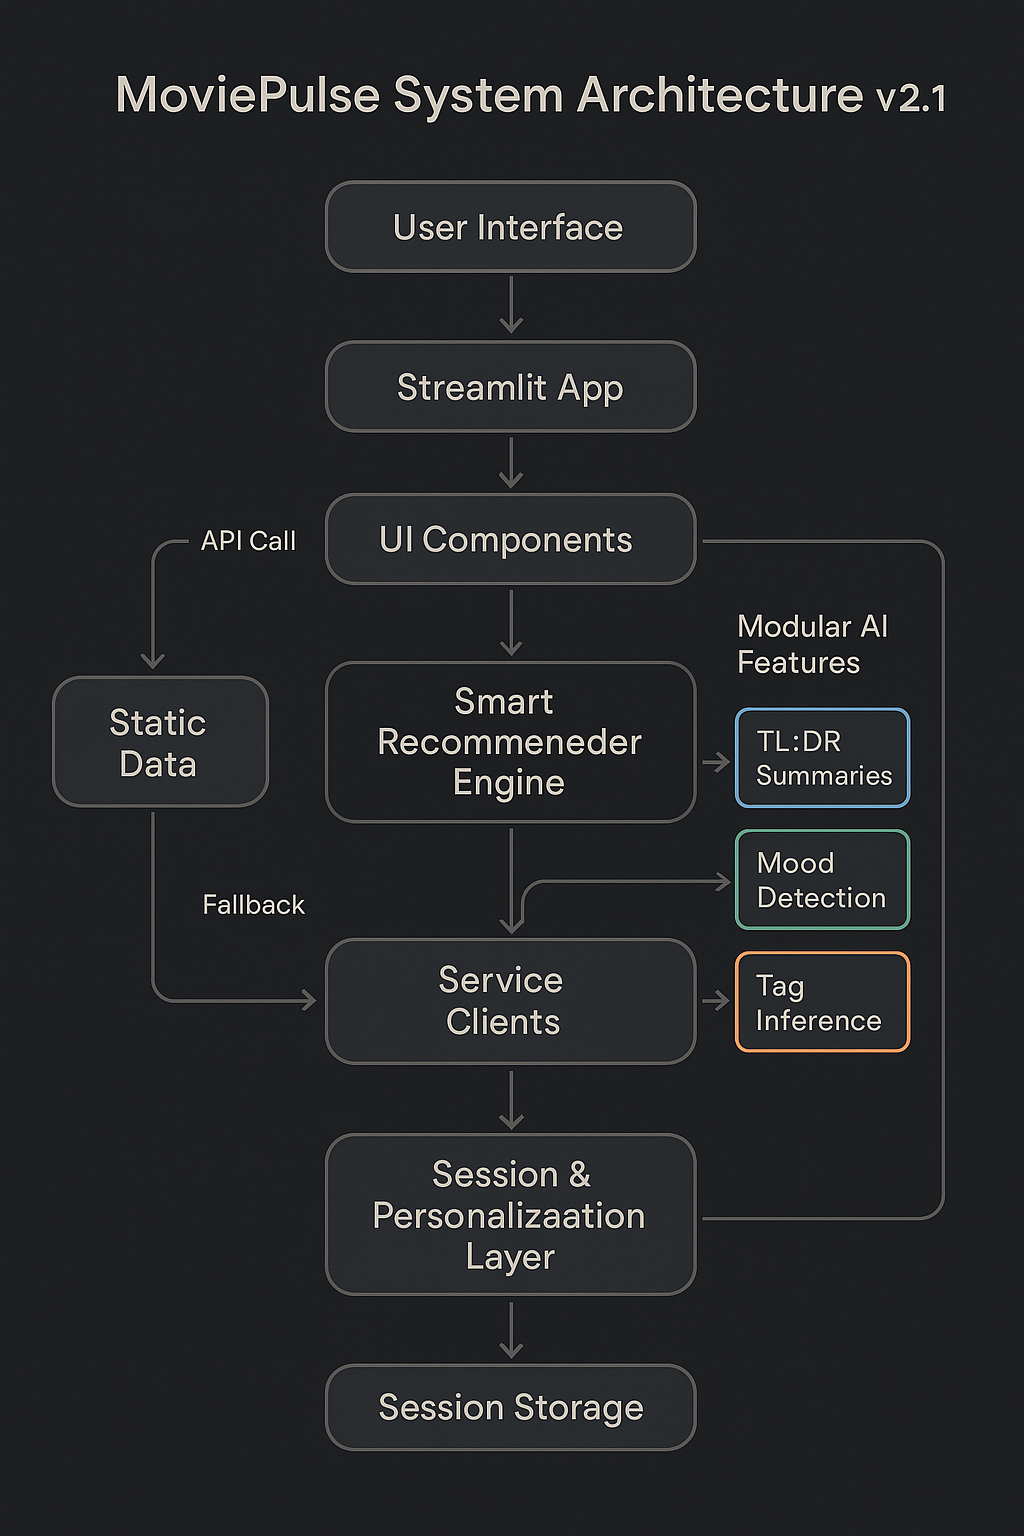 MoviePulse System Architecture v2.1
User Interface
Streamlit App
API Call
UI Components
Modular AI
Features
Static
Data
Smart
Recommeneder
Engine
TL:DR
Summaries
Mood
Detection
Fallback
Service
Clients
Tag
Inference
Session &
Personalizaation
Layer
Session Storage